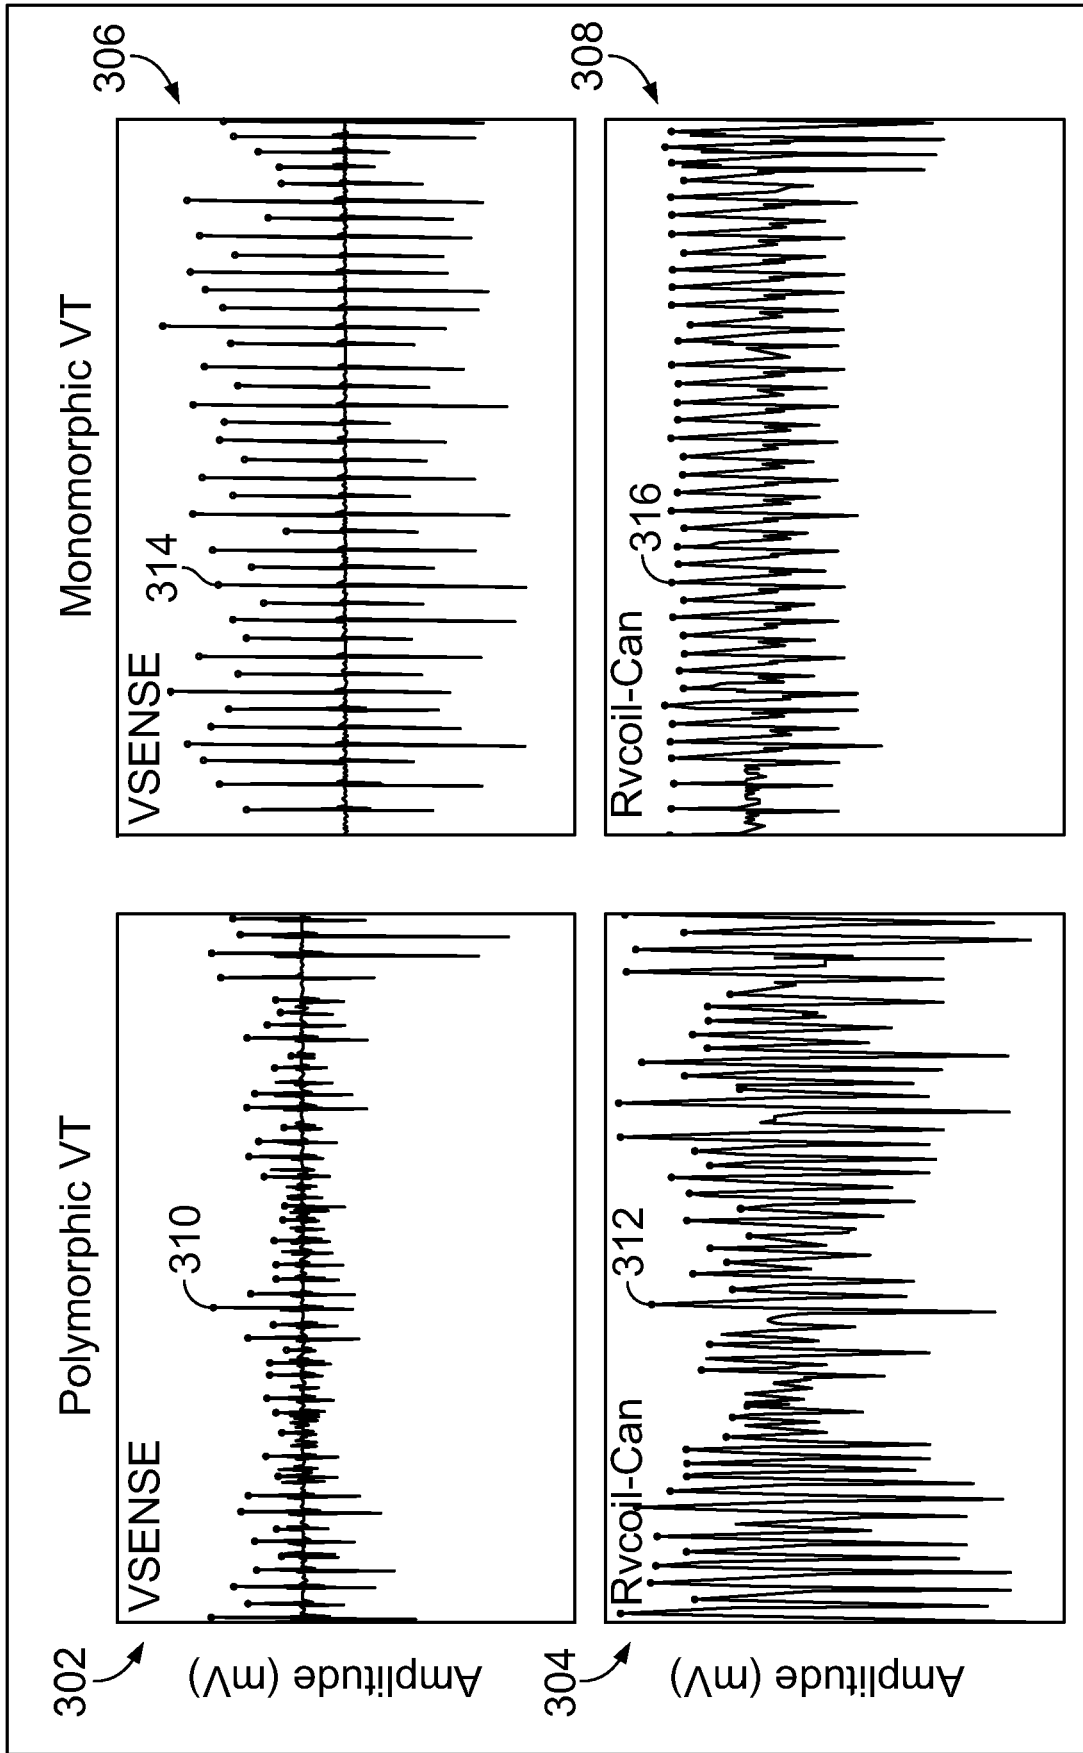 Polymorphic VT
Monomorphic VT
302
306
Amplitude (mV)
VSENSE
310
VSENSE
314
304
308
Amplitude (mV)
Rvcoil-Can
312
Rvcoil-Can
316